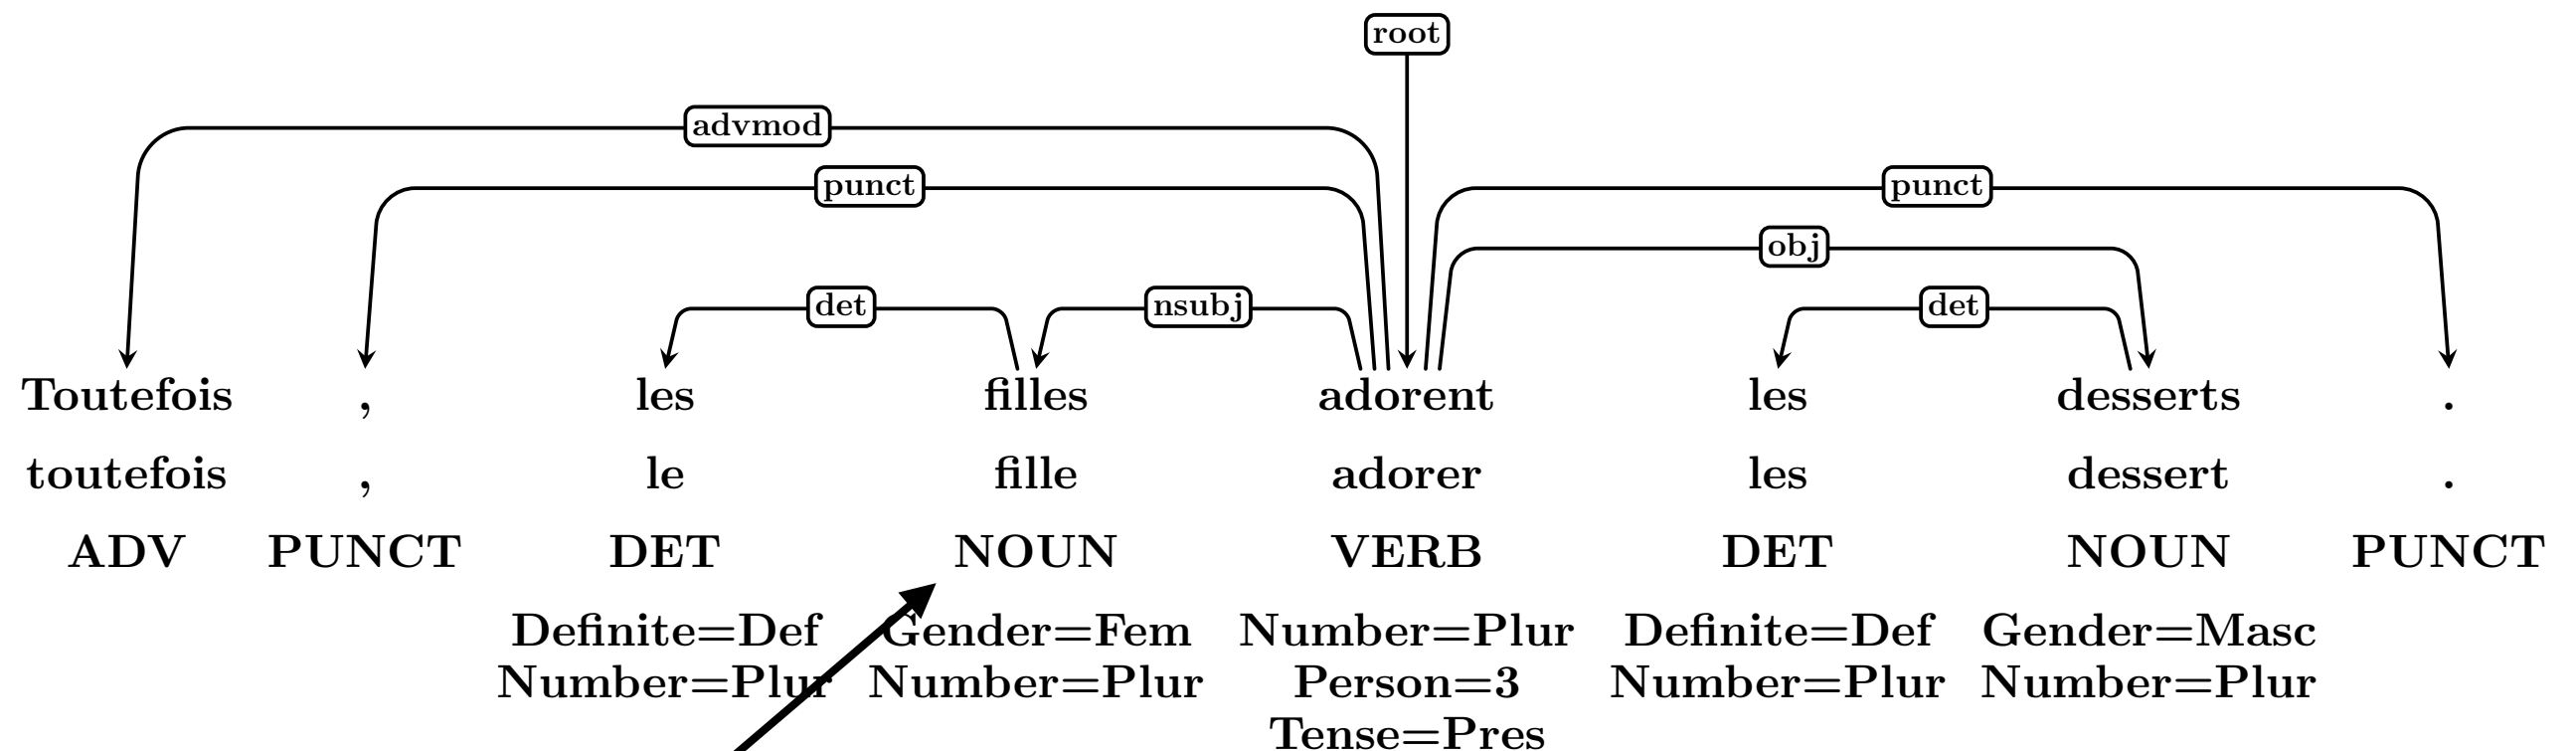 root
advmod
punct punct
obj
det nsubj det
Toutefois , les filles adorent les desserts .
toutefois , le fille adorer les dessert .
ADV PUNCT DET NOUN VERB DET NOUN PUNCT
Definite=Def Gender=Fem Number=Plur Definite=Def Gender=Masc
Number=Plur Number=Plur Person=3 Number=Plur Number=Plur
Tense=Pres